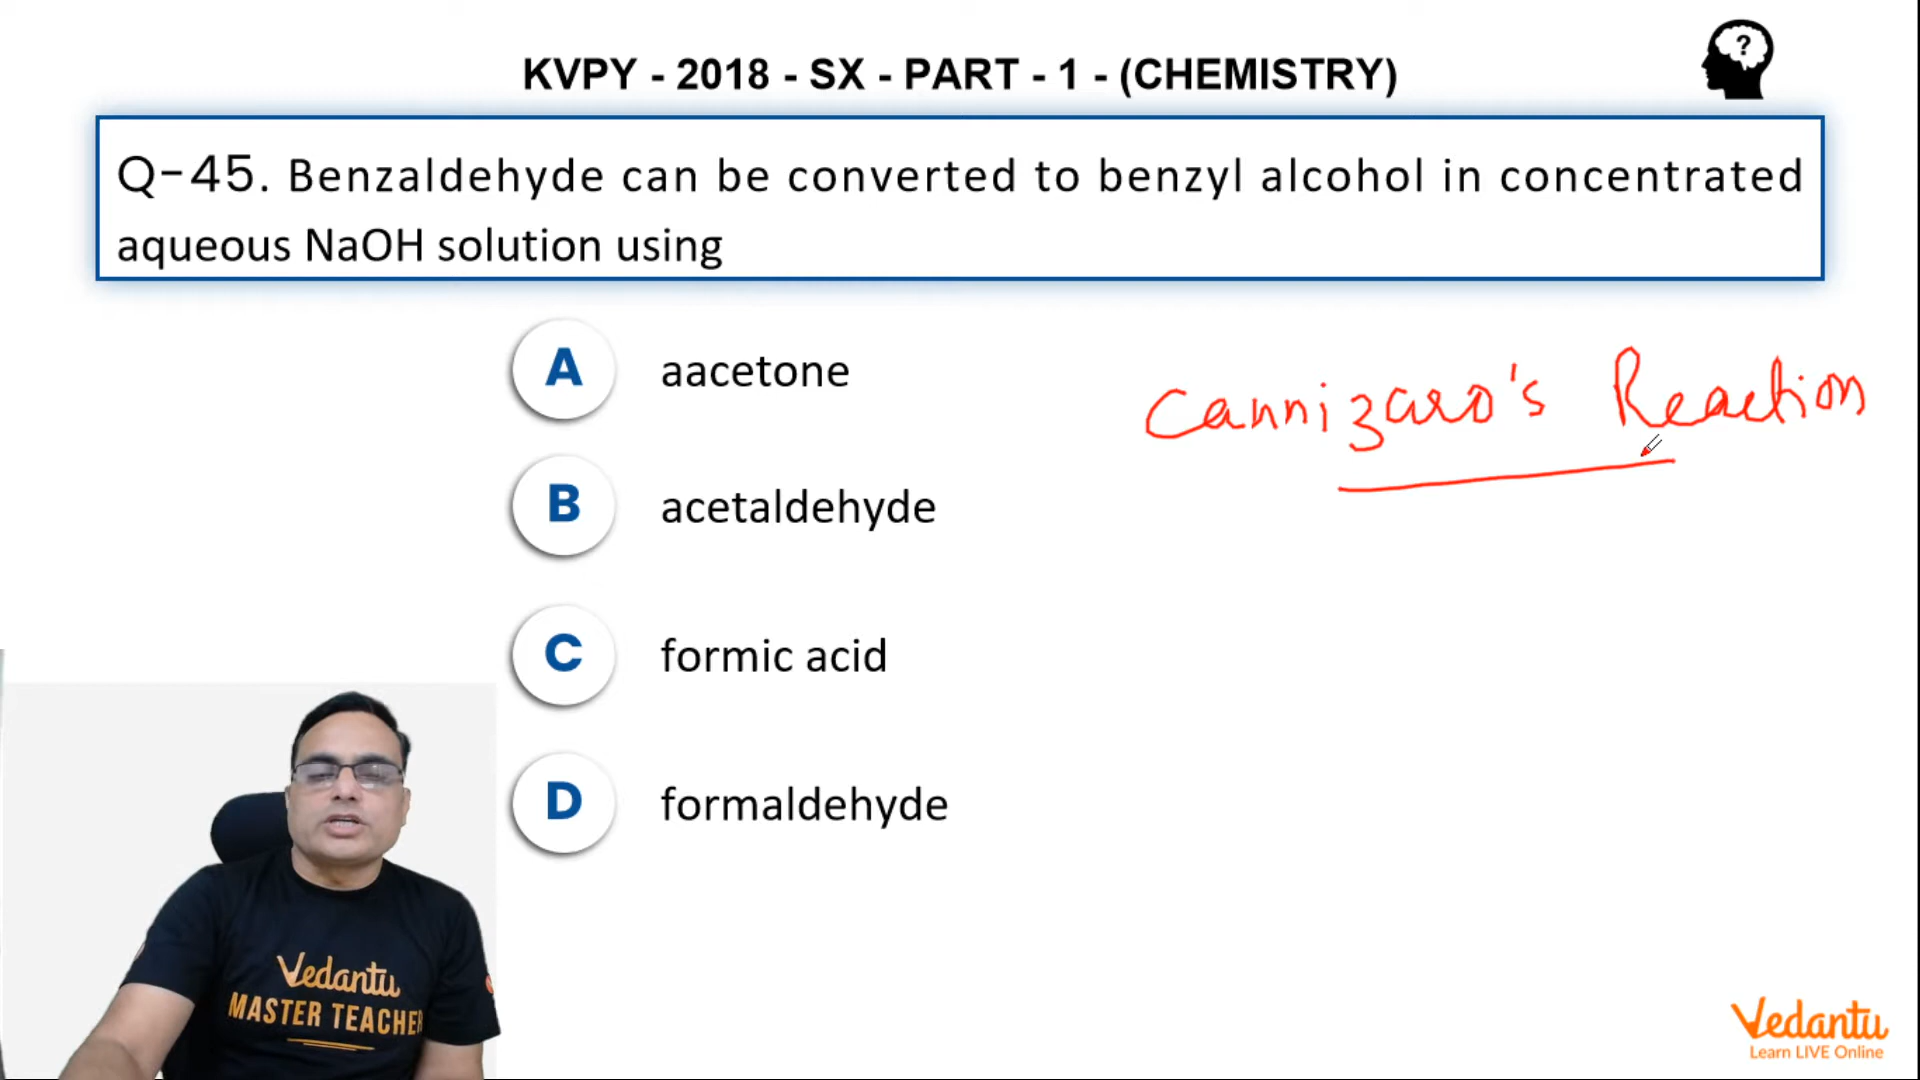 KVPY - 2018 - SX - PART - 1 - (CHEMISTRY)
?
Q-45. Benzaldehyde can be converted to benzyl alcohol in concentrated
aqueous NaOH solution using
A aacetone
Cannizaro's Reaction
B acetaldehyde
C formic acid
D formaldehyde
Vedantu
MASTER TEACHER
Vedantu
Learn LIVE Online